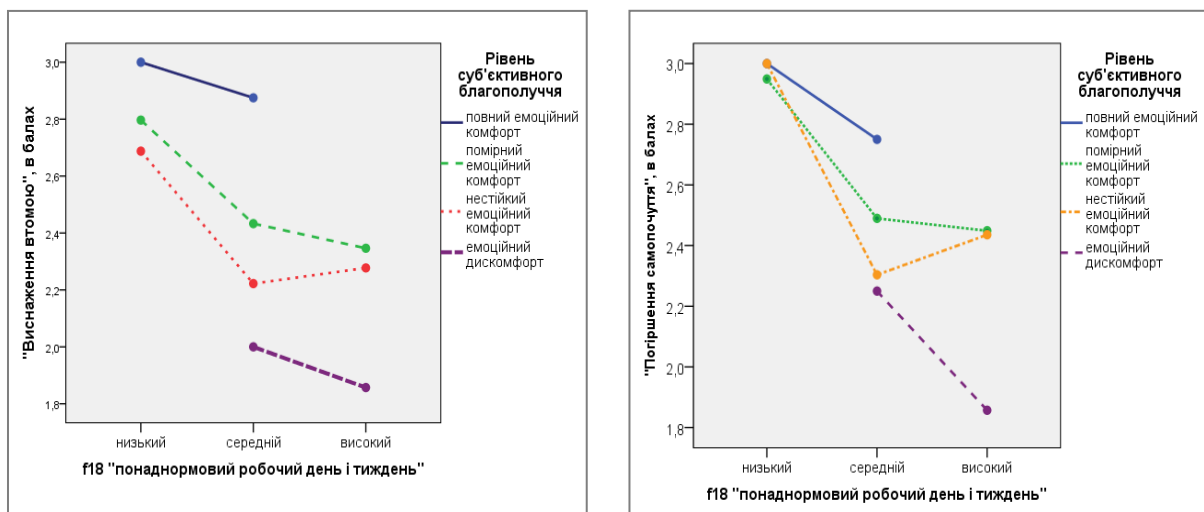 "Виснаження втомою", в балах
3,0
2,8
2,6
2,4
2,2
2,0
1,8
низький середній високий
f18 "понаднормовий робочий день і тиждень"
Рівень
суб'єктивного
благополуччя
повний емоційний
комфорт
помірний
емоційний
комфорт
нестійкий
емоційний
комфорт
емоційний
дискомфорт
"Погіршення самопочуття", в балах
3,0
2,8
2,6
2,4
2,2
2,0
1,8
низький середній високий
f18 "понаднормовий робочий день і тиждень"
Рівень
суб'єктивного
благополуччя
повний емоційний
комфорт
помірний
емоційний
комфорт
нестійкий
емоційний
комфорт
емоційний
дискомфорт